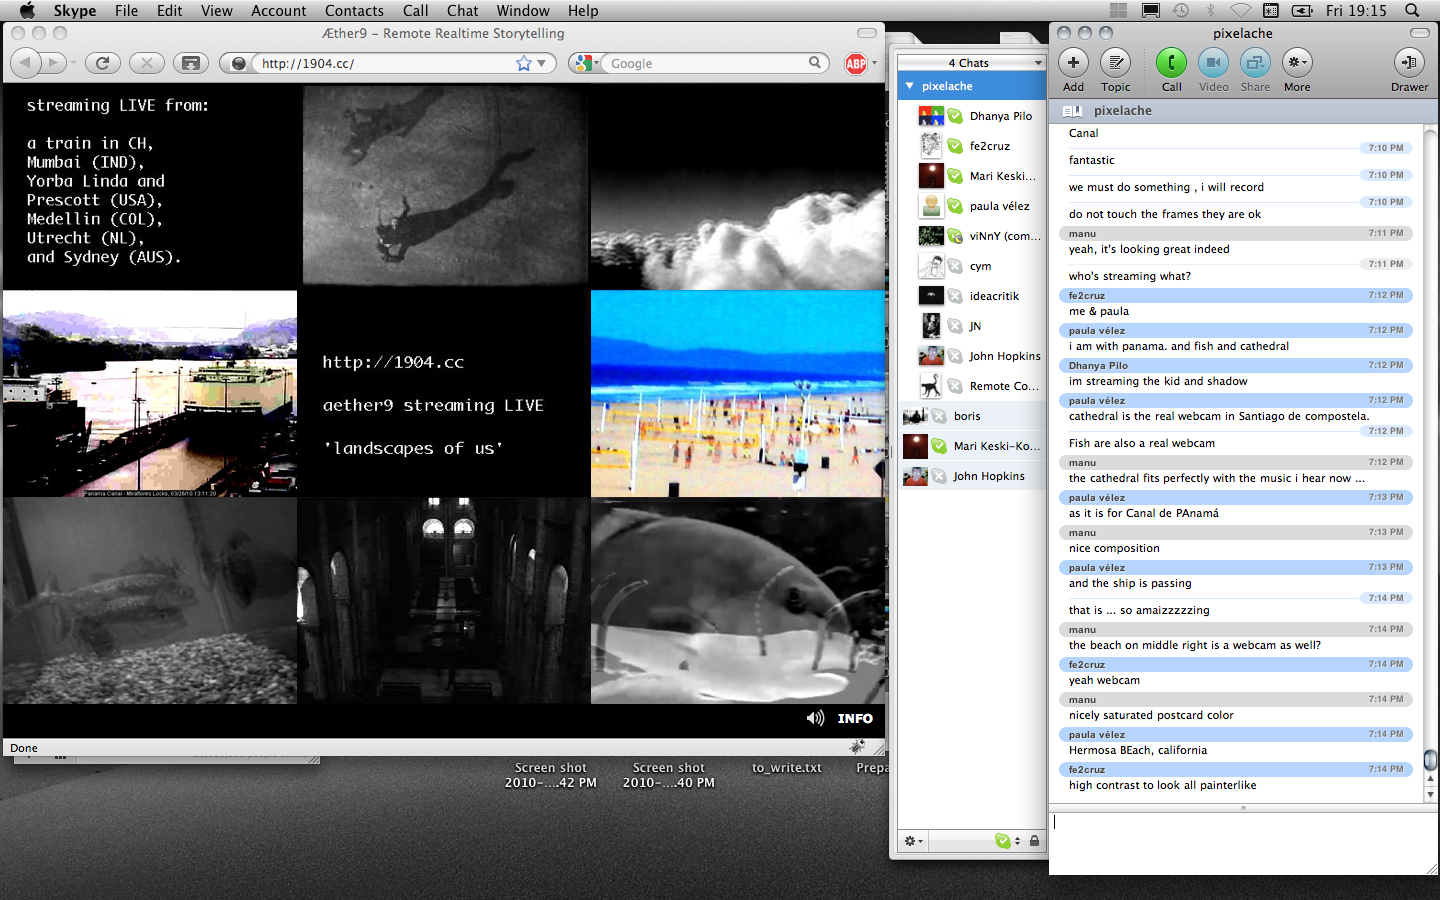 Skype File Edit View Account Contacts Call Chat Window Help
Fri 19:15
Æther9 – Remote Realtime Storytelling
http://1904.cc/
Google
ABP
streaming LIVE from:
a train in CH,
Mumbai (IND),
Yorba Linda and
Prescott (USA),
Medellin (COL),
Utrecht (NL),
and Sydney (AUS).
http://1904.cc
aether9 streaming LIVE
'landscapes of us'
Panama Canal - Miraflores Locks, 03/26/10 13:11:20
INFO
Done
Screen shot
2010-....42 PM
Screen shot
2010-....40 PM
to_write.txt
Prepa
4 Chats
pixelache
Dhanya Pilo
fe2cruz
Mari Keski...
paula vélez
viNnY (com...
cym
ideacritik
JN
John Hopkins
Remote Co...
boris
Mari Keski-Ko...
John Hopkins
pixelache
Add Topic Call Video Share More Drawer
pixelache
Canal
7:10 PM
fantastic
7:10 PM
we must do something , i will record
7:10 PM
do not touch the frames they are ok
manu 7:11 PM
yeah, it's looking great indeed
7:11 PM
who's streaming what?
fe2cruz 7:12 PM
me & paula
paula vélez 7:12 PM
i am with panama. and fish and cathedral
Dhanya Pilo 7:12 PM
im streaming the kid and shadow
paula vélez 7:12 PM
cathedral is the real webcam in Santiago de compostela.
7:12 PM
Fish are also a real webcam
manu 7:12 PM
the cathedral fits perfectly with the music i hear now ...
paula vélez 7:13 PM
as it is for Canal de PAnamá
manu 7:13 PM
nice composition
paula vélez 7:13 PM
and the ship is passing
7:14 PM
that is ... so amaizzzzzing
manu 7:14 PM
the beach on middle right is a webcam as well?
fe2cruz 7:14 PM
yeah webcam
manu 7:14 PM
nicely saturated postcard color
paula vélez 7:14 PM
Hermosa BEach, california
fe2cruz 7:14 PM
high contrast to look all painterlike